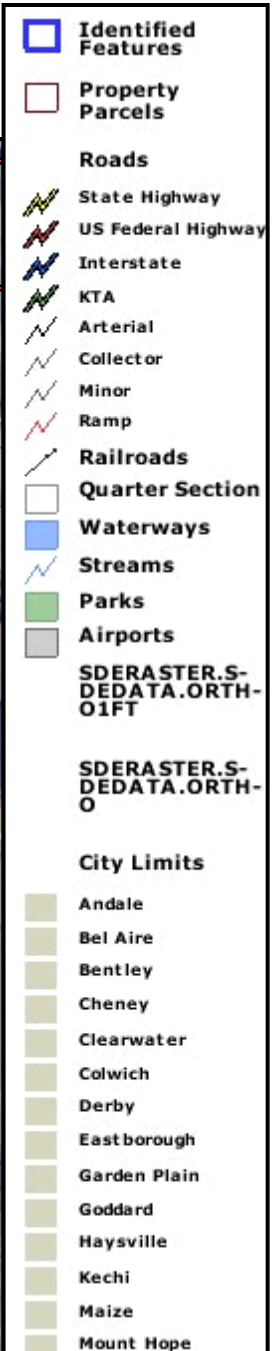 Identified
Features
Property
Parcels
Roads
State Highway
US Federal Highway
Interstate
KTA
Arterial
Collector
Minor
Ramp
Railroads
Quarter Section
Waterways
Streams
Parks
Airports
SDERASTER.S-
DEDATA.ORTH-
O1FT
SDERASTER.S-
DEDATA.ORTH-
O
City Limits
Andale
Bel Aire
Bentley
Cheney
Clearwater
Colwich
Derby
Eastborough
Garden Plain
Goddard
Haysville
Kechi
Maize
Mount Hope